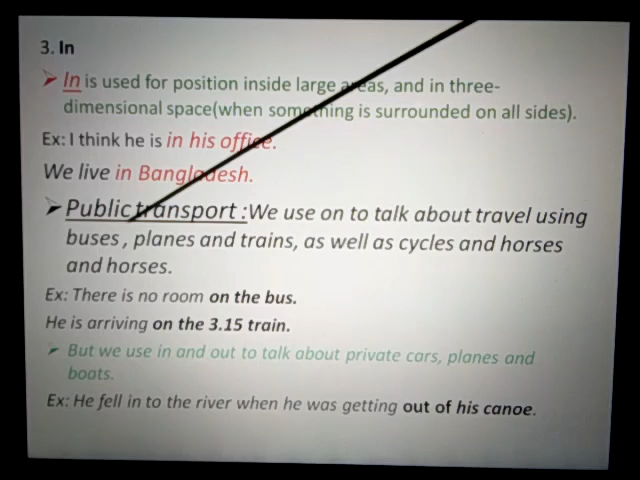 3. In
➤ In is used for position inside large areas, and in three-
dimensional space(when something is surrounded on all sides).
Ex: I think he is in his office.
We live in Bangladesh.
➤ Public transport :We use on to talk about travel using
buses, planes and trains, as well as cycles and horses
and horses.
Ex: There is no room on the bus.
He is arriving on the 3.15 train.
➤ But we use in and out to talk about private cars, planes and
boats.
Ex: He fell in to the river when he was getting out of his canoe.